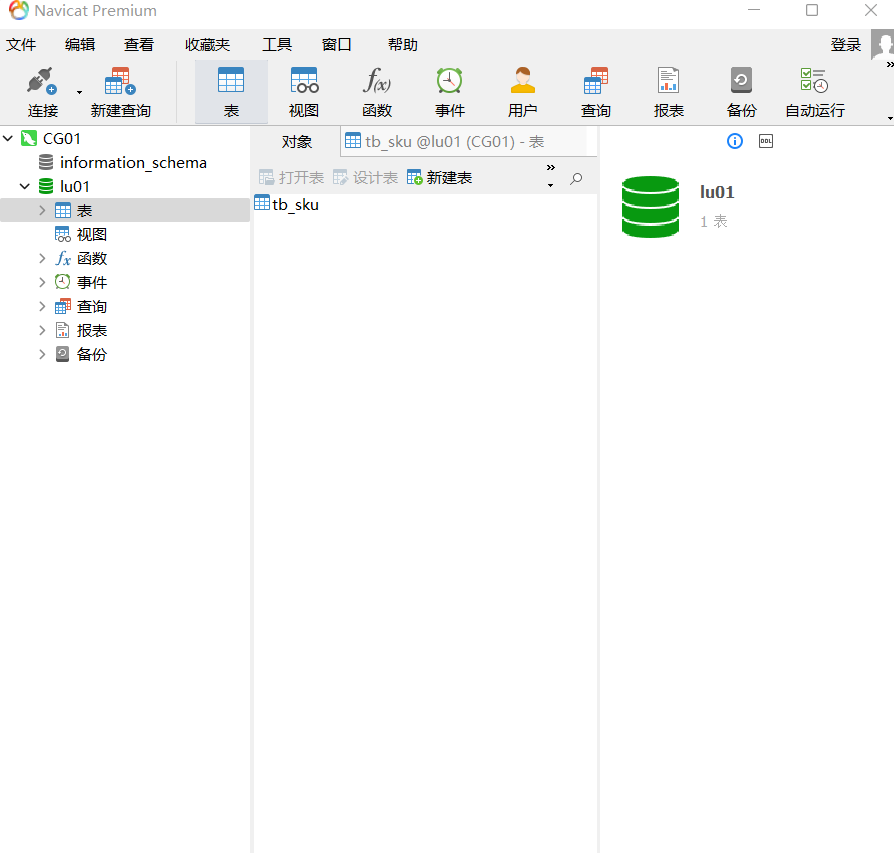 Navicat Premium
文件 编辑 查看 收藏夹 工具 窗口 帮助 登录
连接 新建查询 表 视图 函数 事件 用户 查询 报表 备份 自动运行
CG01
information_schema
lu01
表
视图
函数
事件
查询
报表
备份
对象 tb_sku @lu01 (CG01) - 表
打开表 设计表 新建表
tb_sku
DDL
lu01
1 表